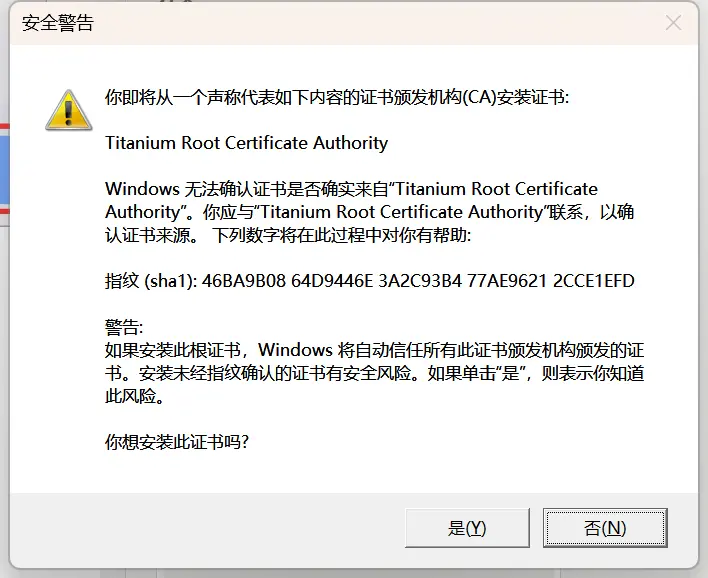 安全警告
你即将从一个声称代表如下内容的证书颁发机构(CA)安装证书:
Titanium Root Certificate Authority
Windows 无法确认证书是否确实来自“Titanium Root Certificate
Authority”。你应与“Titanium Root Certificate Authority”联系，以确
认证书来源。 下列数字将在此过程中对你有帮助:
指纹 (sha1): 46BA9B08 64D9446E 3A2C93B4 77AE9621 2CCE1EFD
警告:
如果安装此根证书，Windows 将自动信任所有此证书颁发机构颁发的证
书。安装未经指纹确认的证书有安全风险。如果单击“是”，则表示你知道
此风险。
你想安装此证书吗?
是(Y)
否(N)